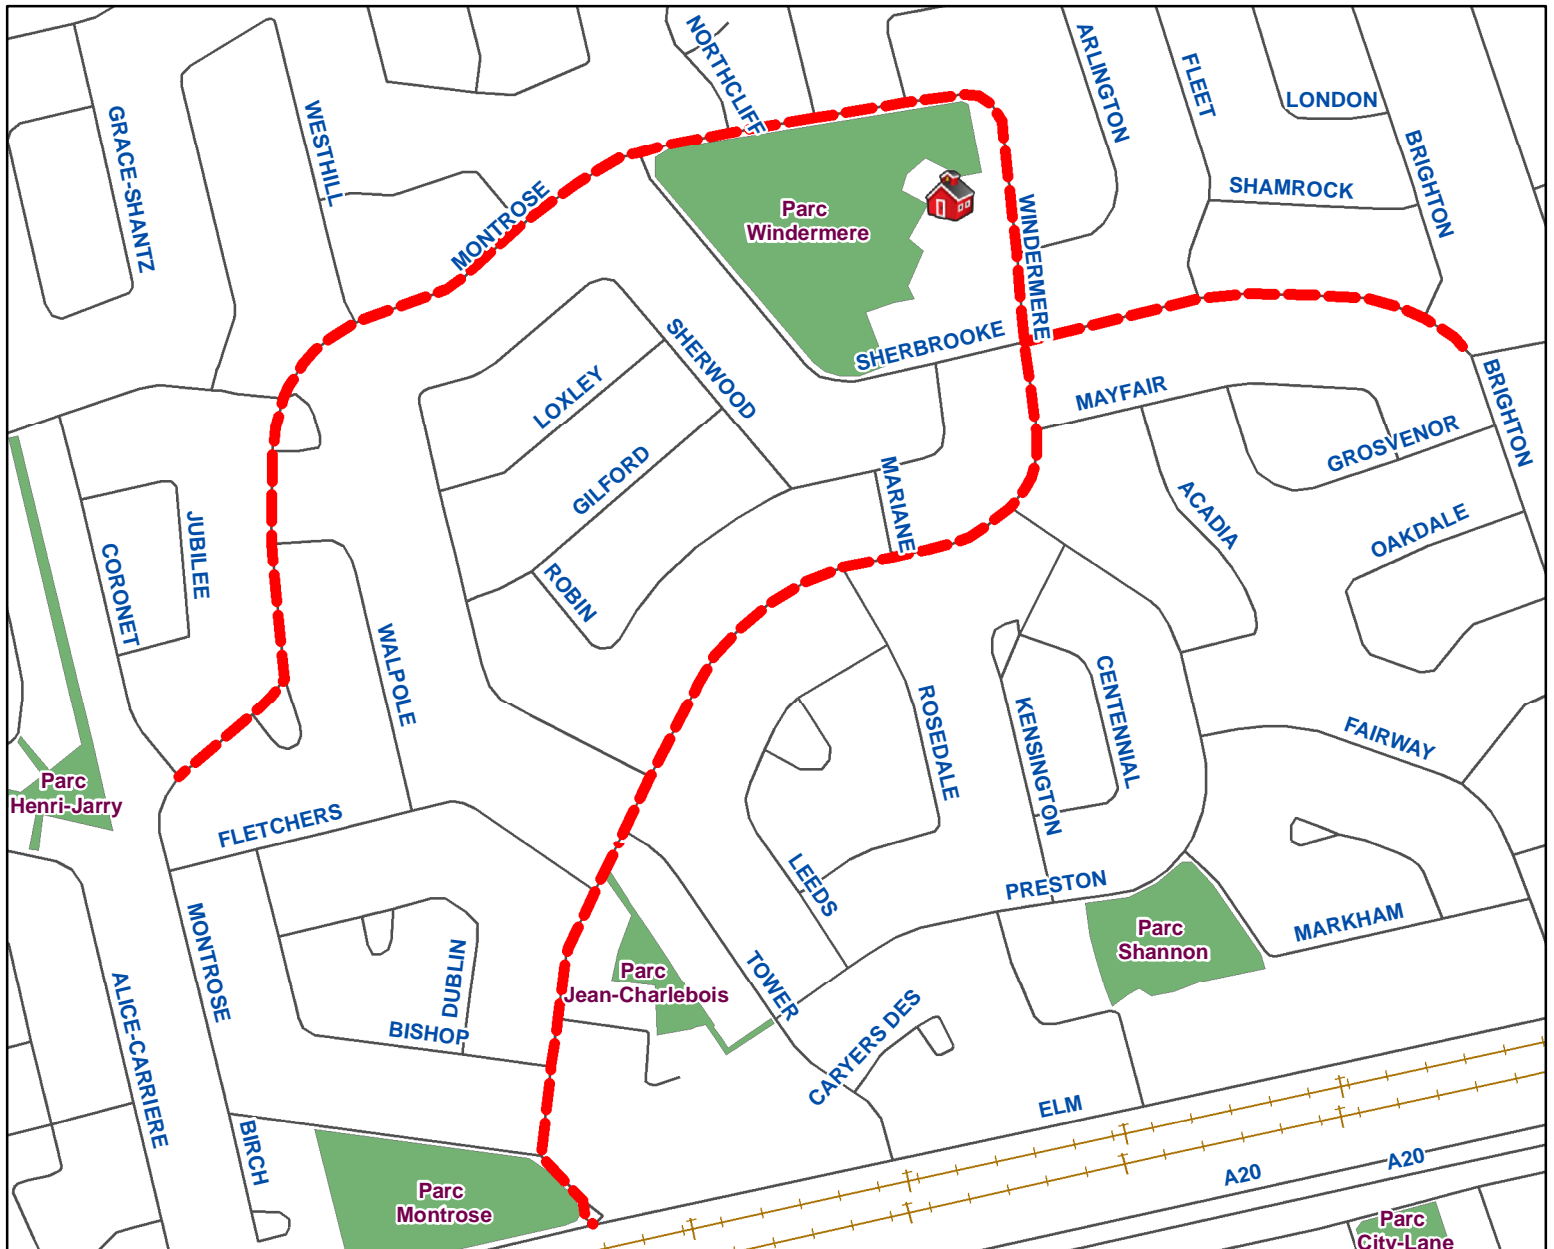 NORTHCLIFF
ARLINGTON
FLEET
LONDON
BRIGHTON
GRACE-SHANTZ
WESTHILL
SHAMROCK
MONTROSE
Parc
Windermere
WINDERMERE
SHERBROOKE
SHERWOOD
LOXLEY
MAYFAIR
BRIGHTON
GROSVENOR
GILFORD
MARIANE
ACADIA
OAKDALE
JUBILEE
CORONET
ROBIN
WALPOLE
CENTENNIAL
ROSEDALE
KENSINGTON
FAIRWAY
Parc
Henri-Jarry
FLETCHERS
LEEDS
PRESTON
MONTROSE
MARKHAM
Parc
Shannon
DUBLIN
BISHOP
Parc
Jean-Charlebois
TOWER
ALICE-CARRIERE
CARYERS DES
ELM
BIRCH
A20
A20
Parc
Montrose
Parc
City-Lane